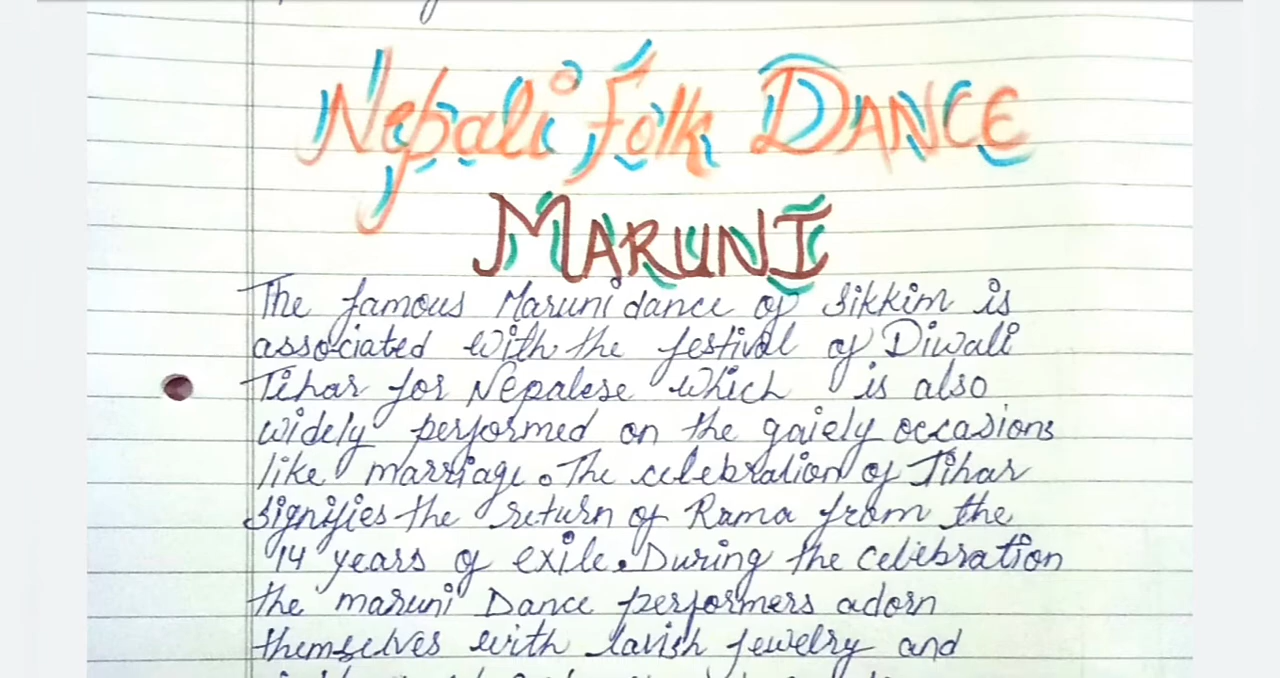 Nepali Folk DANCE
MARUNI
The famous Maruni dance of Sikkim is
associated with the festival of Diwali
Tihar for Nepalese which is also
widely performed on the gaiely occasions
like marriage. The celebration of Tihar
signifies the return of Rama from the
14 years of exile. During the celebration
the maruni Dance performers adorn
themselves with lavish jewelry and